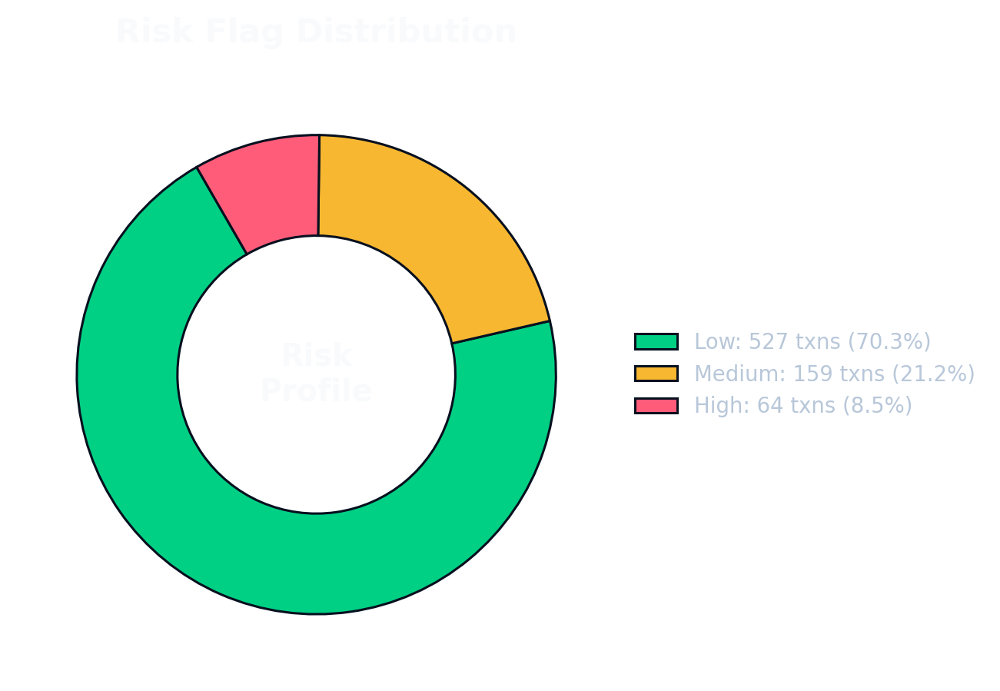 Risk Flag Distribution
Risk
Profile
Low: 527 txns (70.3%)
Medium: 159 txns (21.2%)
High: 64 txns (8.5%)